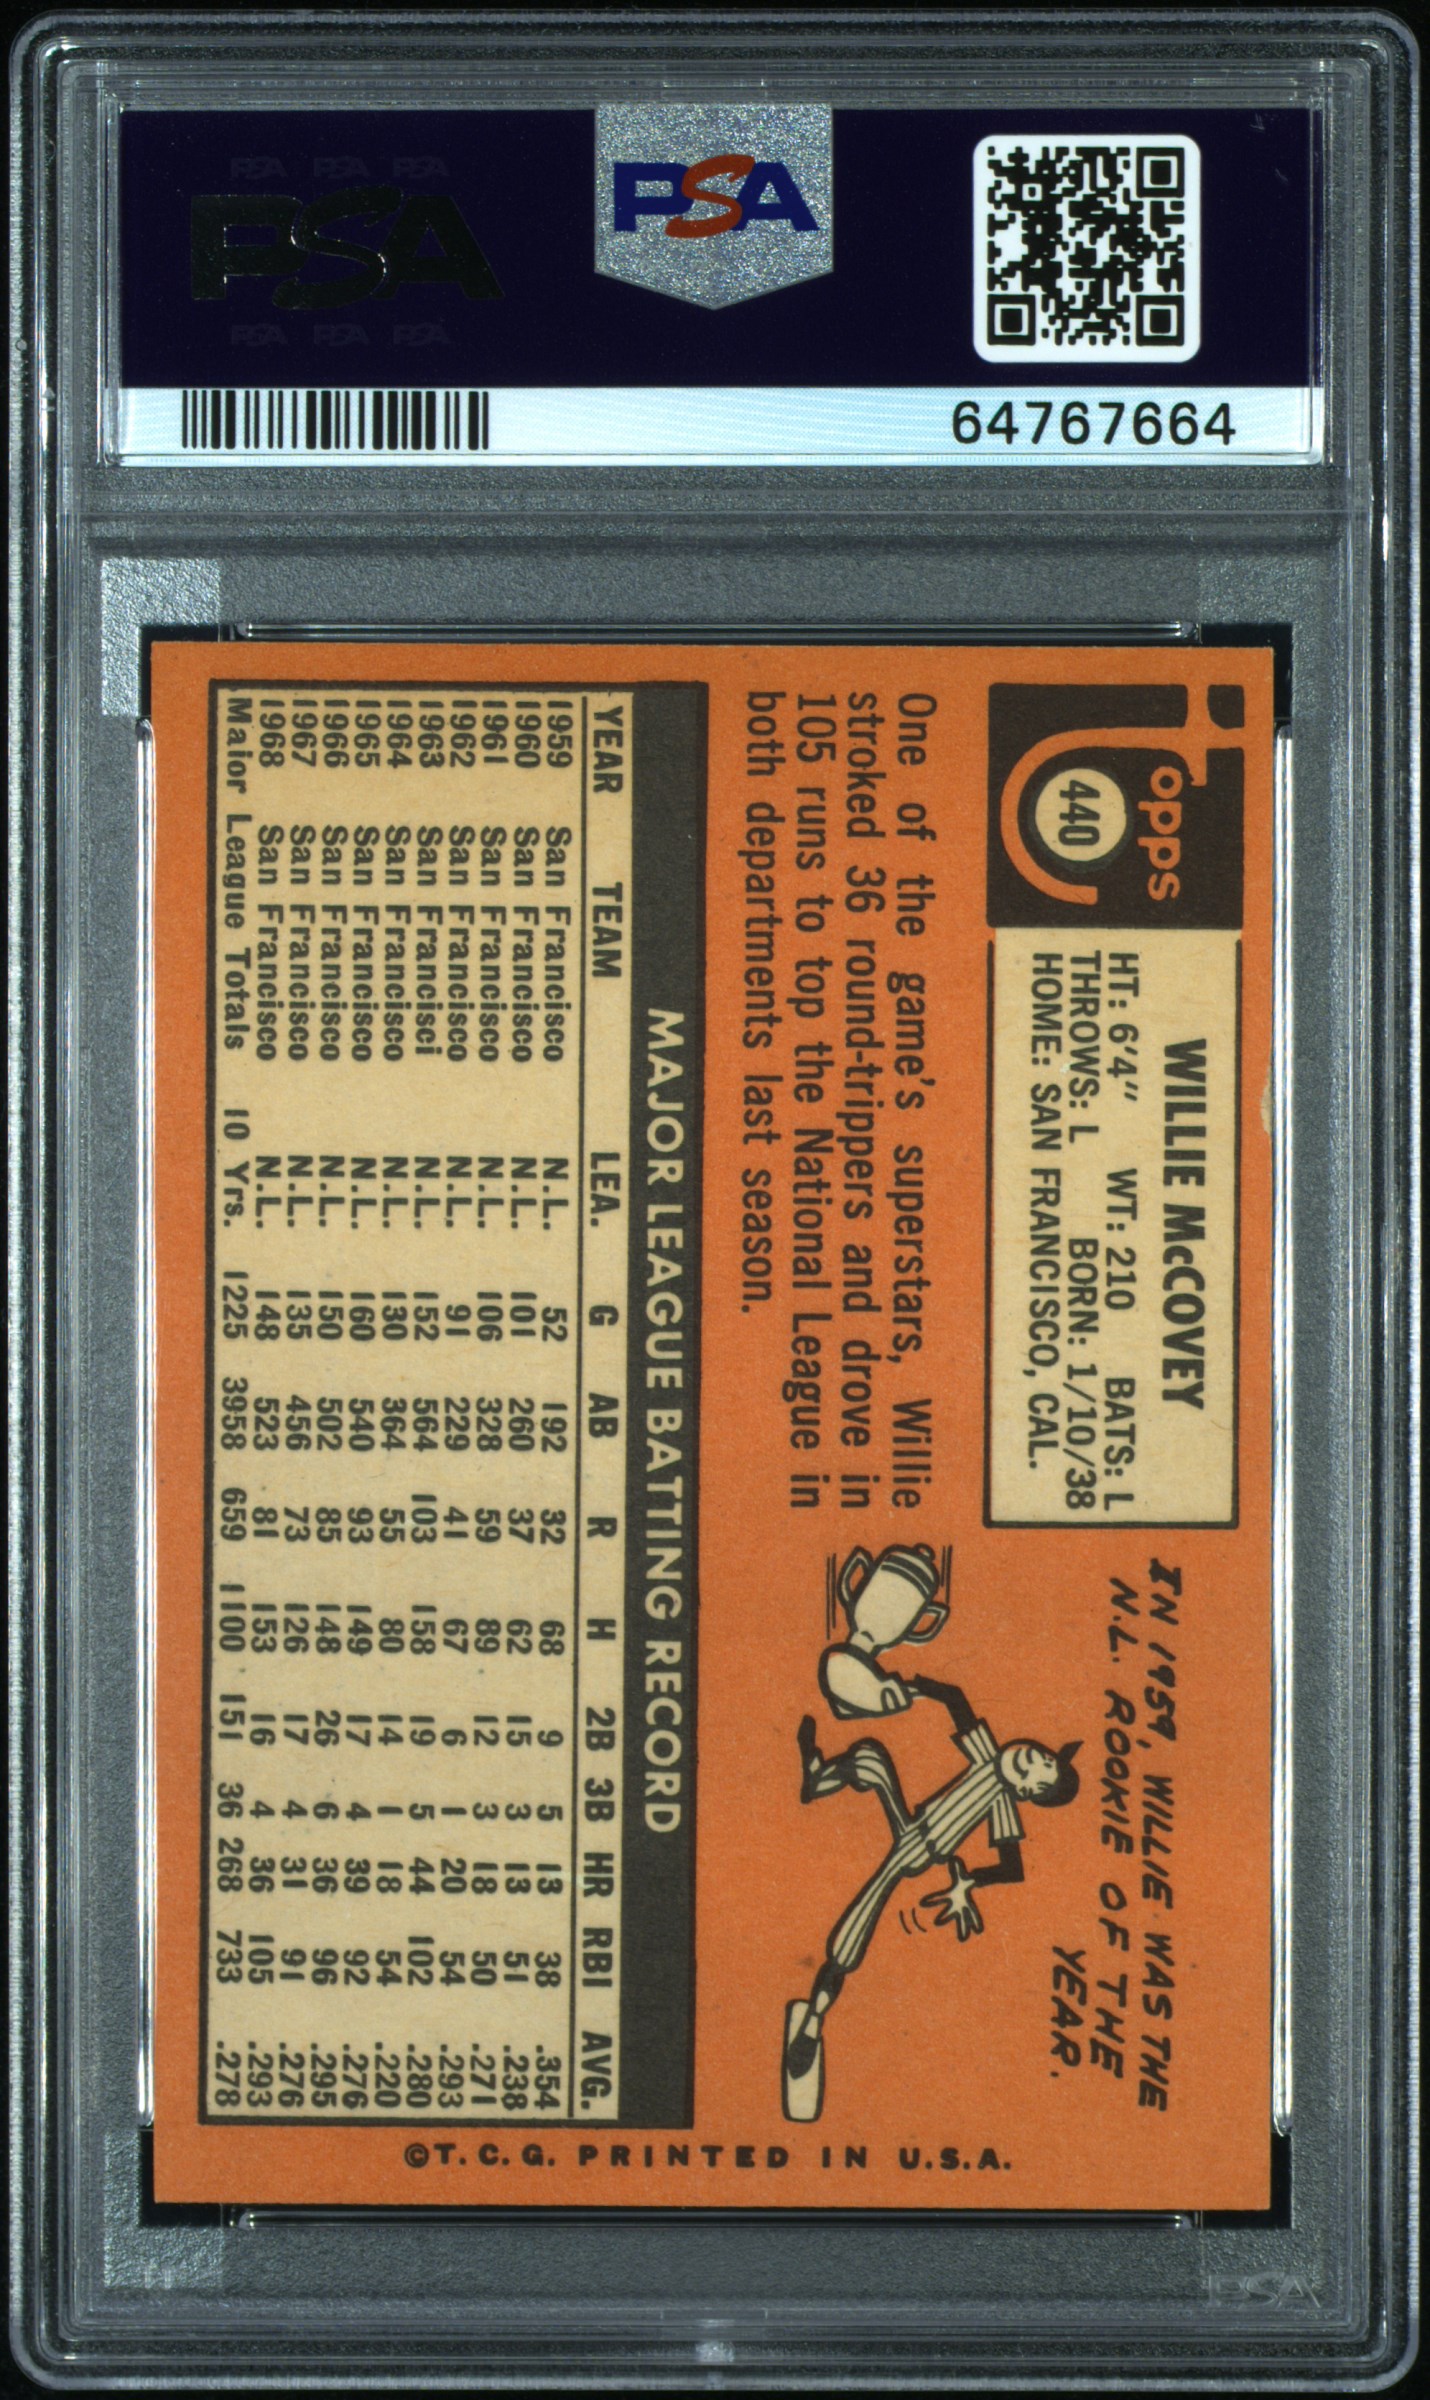 PSA PSA PSA
PSA
PSA PSA PSA
PSA
64767664
Topps
440
WILLIE McCOVEY
HT: 6'4" WT: 210 BATS: L
THROWS: L BORN: 1/10/38
HOME: SAN FRANCISCO, CAL.
IN 1959, WILLIE WAS THE
N.L. ROOKIE OF THE
YEAR.
One of the game's superstars, Willie
stroked 36 round-trippers and drove in
105 runs to top the National League in
both departments last season.
MAJOR LEAGUE BATTING RECORD
YEAR TEAM LEA. G AB R H 2B 3B HR RBI AVG.
1959 San Francisco N.L. 52 192 32 68 9 5 13 38 .354
1960 San Francisco N.L. 101 260 37 62 15 3 13 51 .238
1961 San Francisco N.L. 106 328 59 89 12 3 18 50 .271
1962 San Francisco N.L. 91 229 41 67 6 1 20 54 .293
1963 San Francisci N.L. 152 564 103 158 19 5 44 102 .280
1964 San Francisco N.L. 130 364 55 80 14 1 18 54 .220
1965 San Francisco N.L. 160 540 93 149 17 4 39 92 .276
1966 San Francisco N.L. 150 502 85 148 26 6 36 96 .295
1967 San Francisco N.L. 135 456 73 126 17 4 31 91 .276
1968 San Francisco N.L. 148 523 81 153 16 4 36 105 .293
Major League Totals 10 Yrs. 1225 3958 659 1100 151 36 268 733 .278
©T.C.G. PRINTED IN U.S.A.
PSA